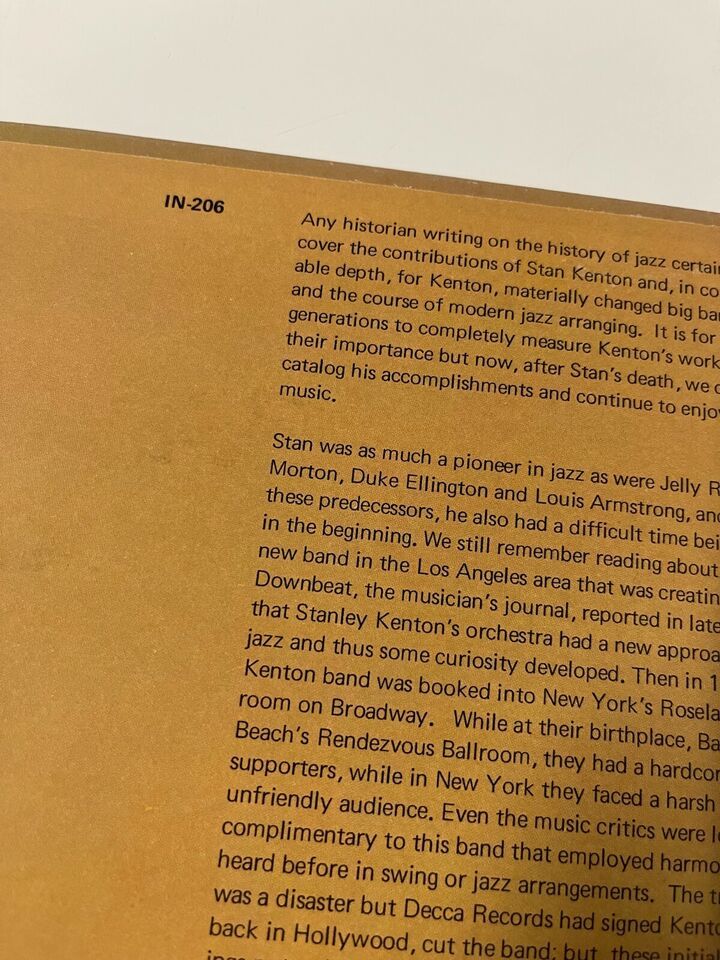 IN-206
Any historian writing on the history of jazz certai
cover the contributions of Stan Kenton and, in co
able depth, for Kenton, materially changed big ba
and the course of modern jazz arranging. It is for
generations to completely measure Kenton's work
their importance but now, after Stan's death, we c
catalog his accomplishments and continue to enjo
music.
Stan was as much a pioneer in jazz as were Jelly R
Morton, Duke Ellington and Louis Armstrong, and
these predecessors, he also had a difficult time bei
in the beginning. We still remember reading about
new band in the Los Angeles area that was creatin
Downbeat, the musician's journal, reported in late
that Stanley Kenton's orchestra had a new approa
jazz and thus some curiosity developed. Then in 1
Kenton band was booked into New York's Rosela
room on Broadway. While at their birthplace, Ba
Beach's Rendezvous Ballroom, they had a hardcor
supporters, while in New York they faced a harsh
unfriendly audience. Even the music critics were l
complimentary to this band that employed harmo
heard before in swing or jazz arrangements. The t
was a disaster but Decca Records had signed Kent
back in Hollywood, cut the band; but, these initial